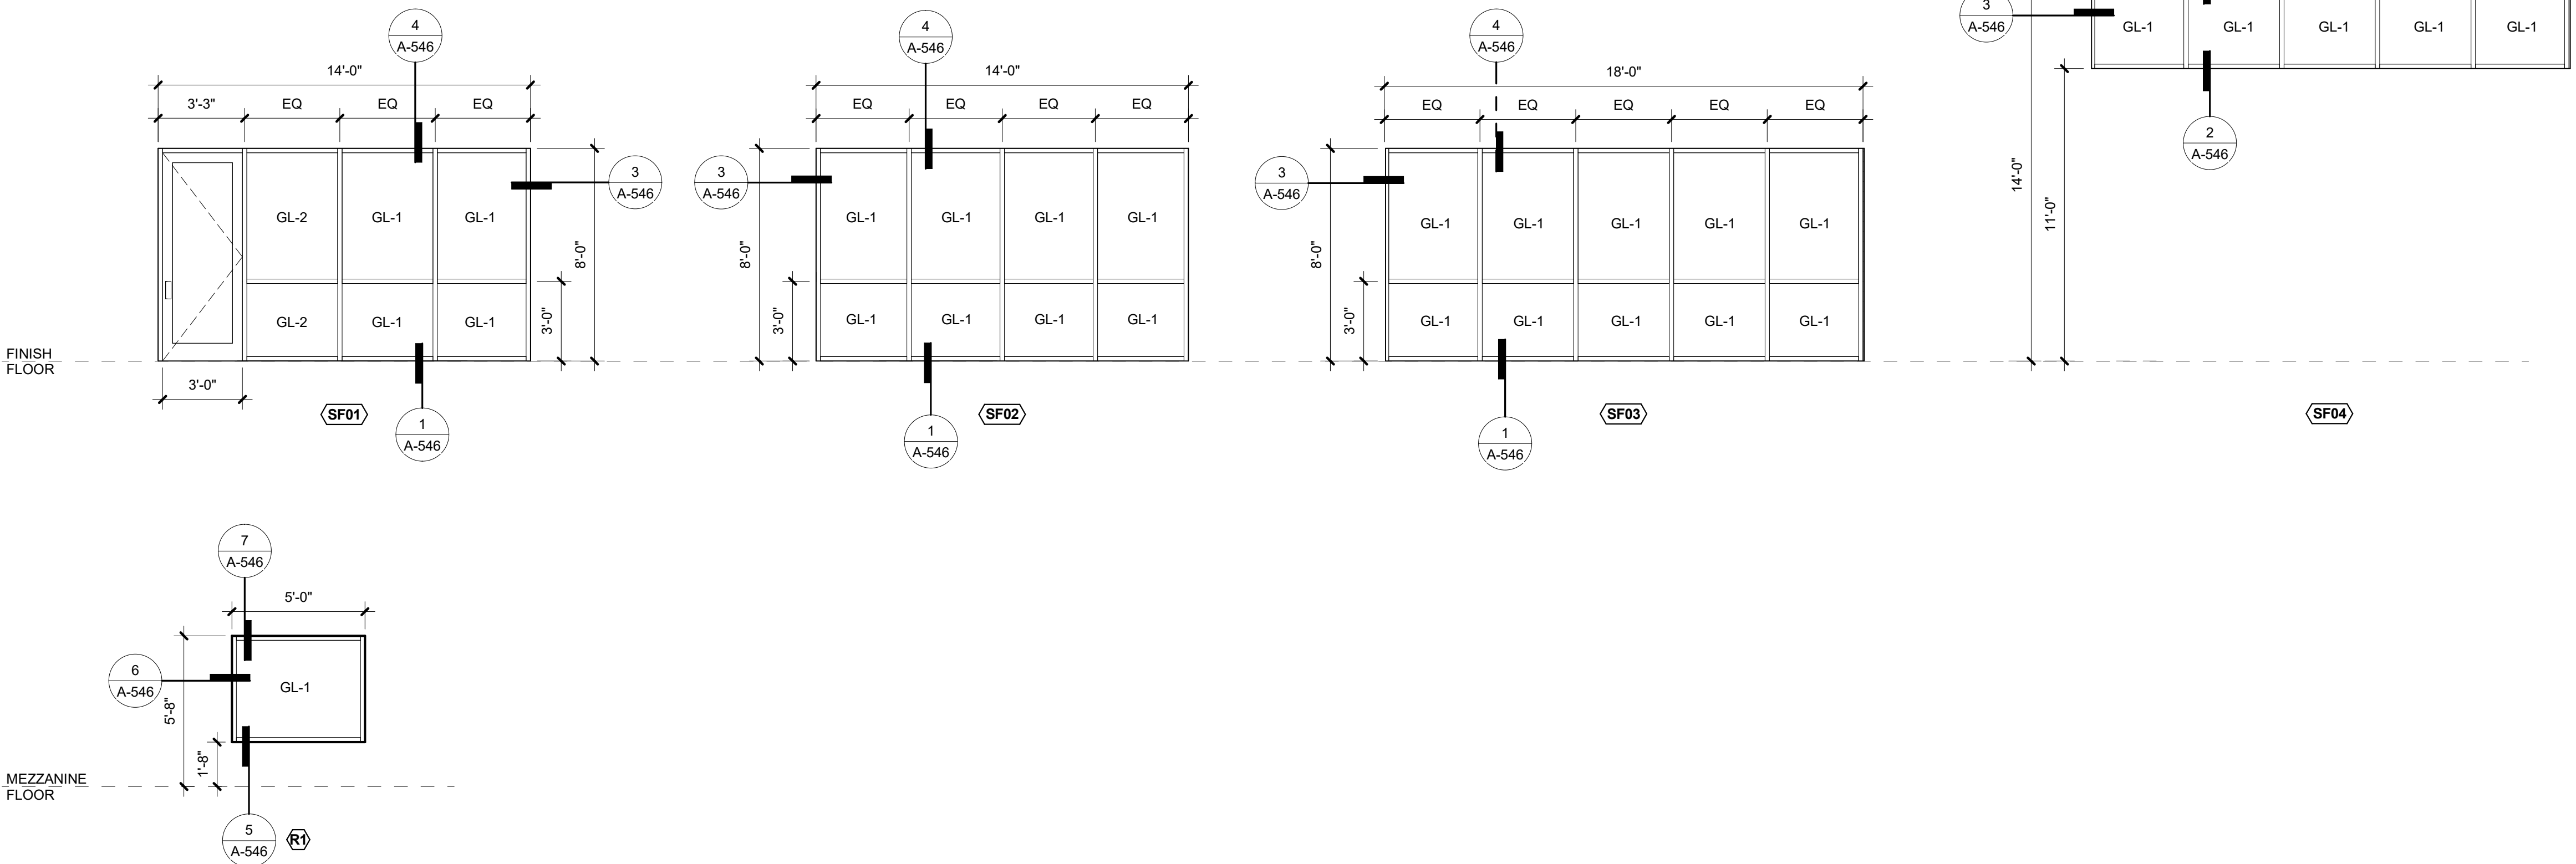 4
A-546
14'-0"
3'-3"
EQ
EQ
EQ
3
A-546
GL-2
GL-1
GL-1
8'-0"
GL-2
GL-1
GL-1
3'-0"
FINISH
FLOOR
3'-0"
SF01
1
A-546
4
A-546
14'-0"
EQ
EQ
EQ
EQ
3
A-546
GL-1
GL-1
GL-1
GL-1
8'-0"
GL-1
GL-1
GL-1
GL-1
3'-0"
SF02
1
A-546
4
A-546
18'-0"
EQ
EQ
EQ
EQ
EQ
3
A-546
GL-1
GL-1
GL-1
GL-1
GL-1
8'-0"
GL-1
GL-1
GL-1
GL-1
GL-1
3'-0"
SF03
1
A-546
3
A-546
GL-1
GL-1
GL-1
GL-1
GL-1
2
A-546
14'-0"
11'-0"
SF04
7
A-546
5'-0"
6
A-546
GL-1
5'-8"
1'-8"
MEZZANINE
FLOOR
5
A-546
R1